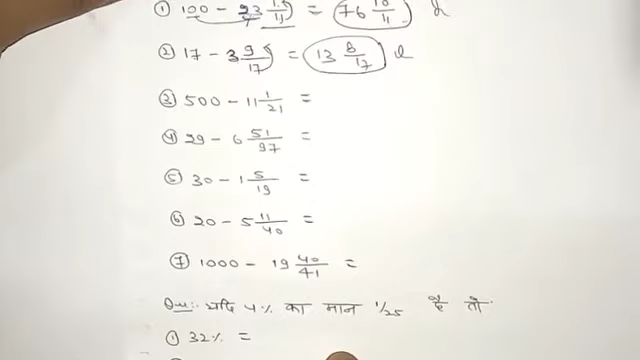 ① 100 - 23 = 76 10/11
② 17 - 3 9/17 = 13 8/17
③ 500 - 11 1/21 =
④ 29 - 6 51/97 =
⑤ 30 - 1 5/19 =
⑥ 20 - 5 11/40 =
⑦ 1000 - 19 40/41 =
Que:- यदि 4% का मान 1/25 है तो
① 32% =